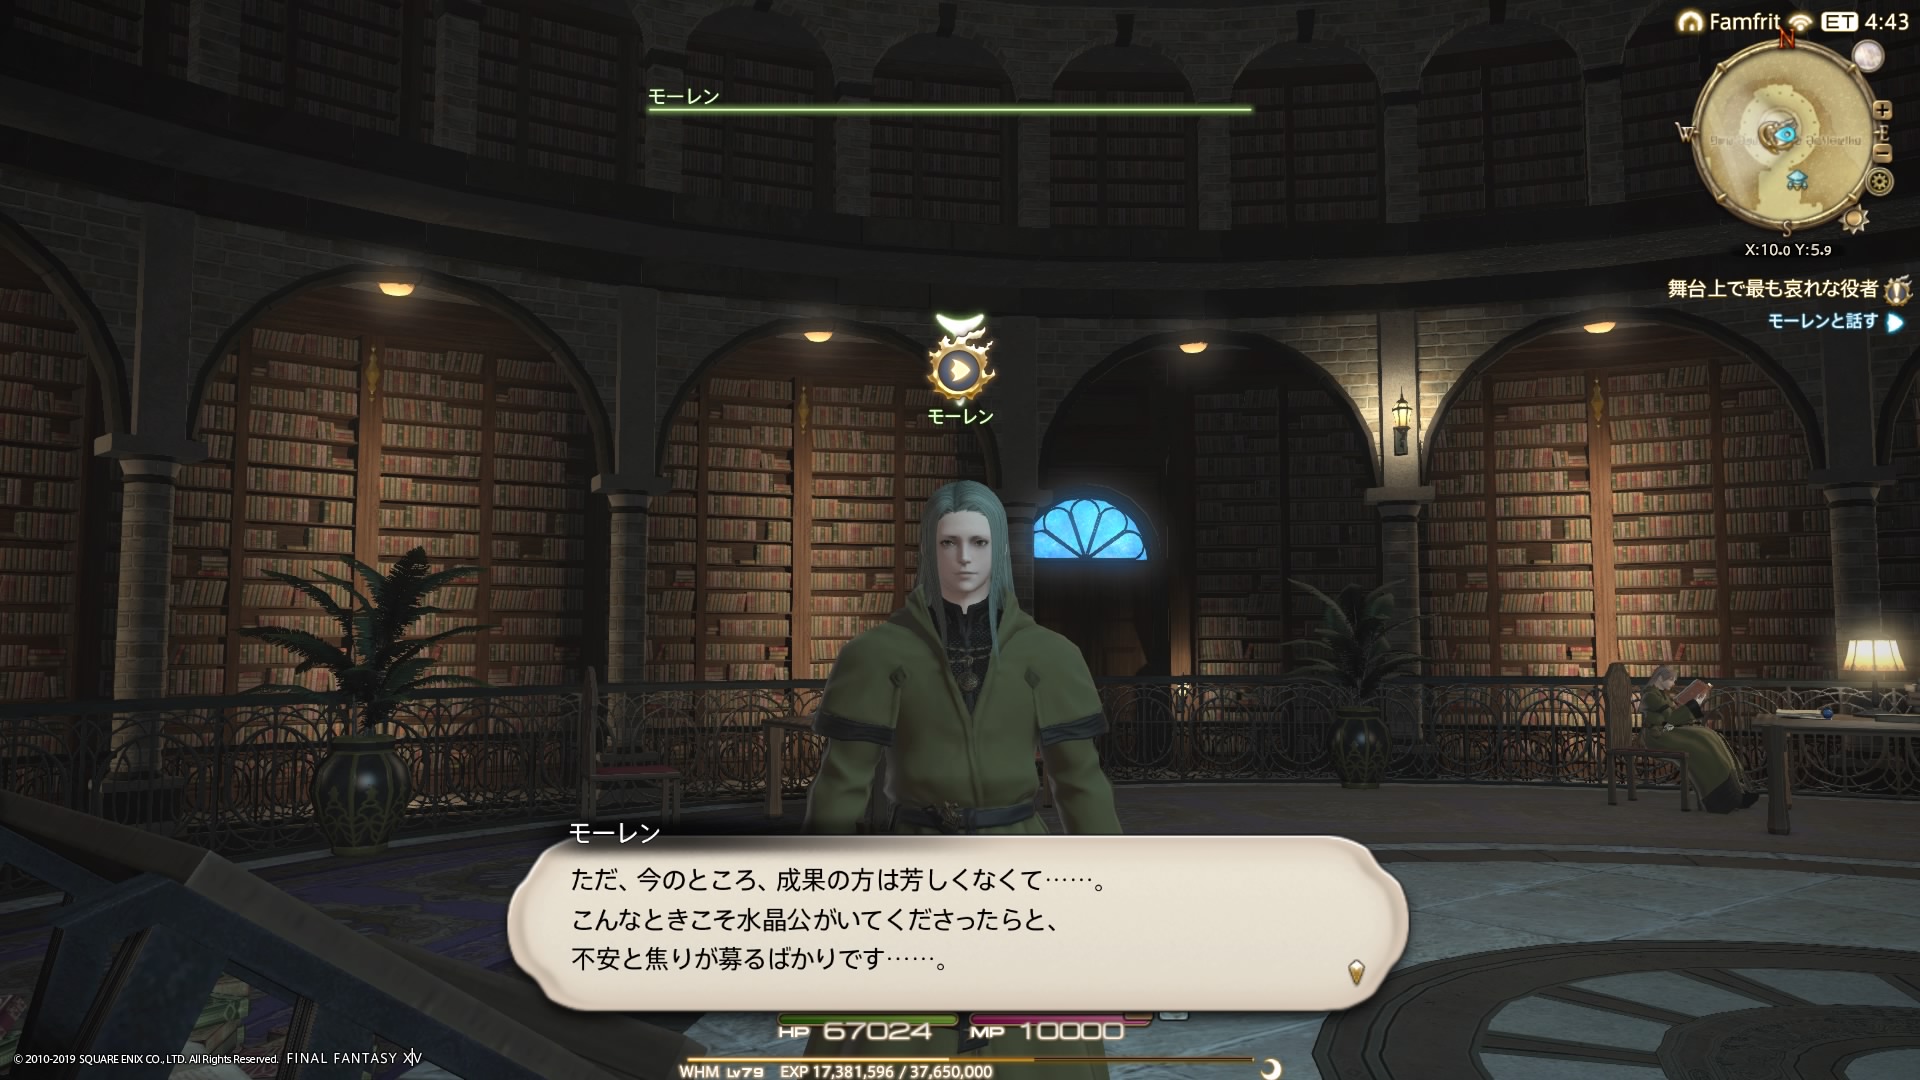 Famfrit ET 4:43
モーレン
N
W
E
S
X:10.0 Y:5.9
舞台上で最も哀れな役者
モーレンと話す
モーレン
モーレン
ただ、今のところ、成果の方は芳しくなくて……。
こんなときこそ水晶公がいてくださったらと、
不安と焦りが募るばかりです……。
HP 67024 MP 10000
© 2010-2019 SQUARE ENIX CO., LTD. All Rights Reserved. FINAL FANTASY XIV
WHM Lv79 EXP 17,381,596 / 37,650,000